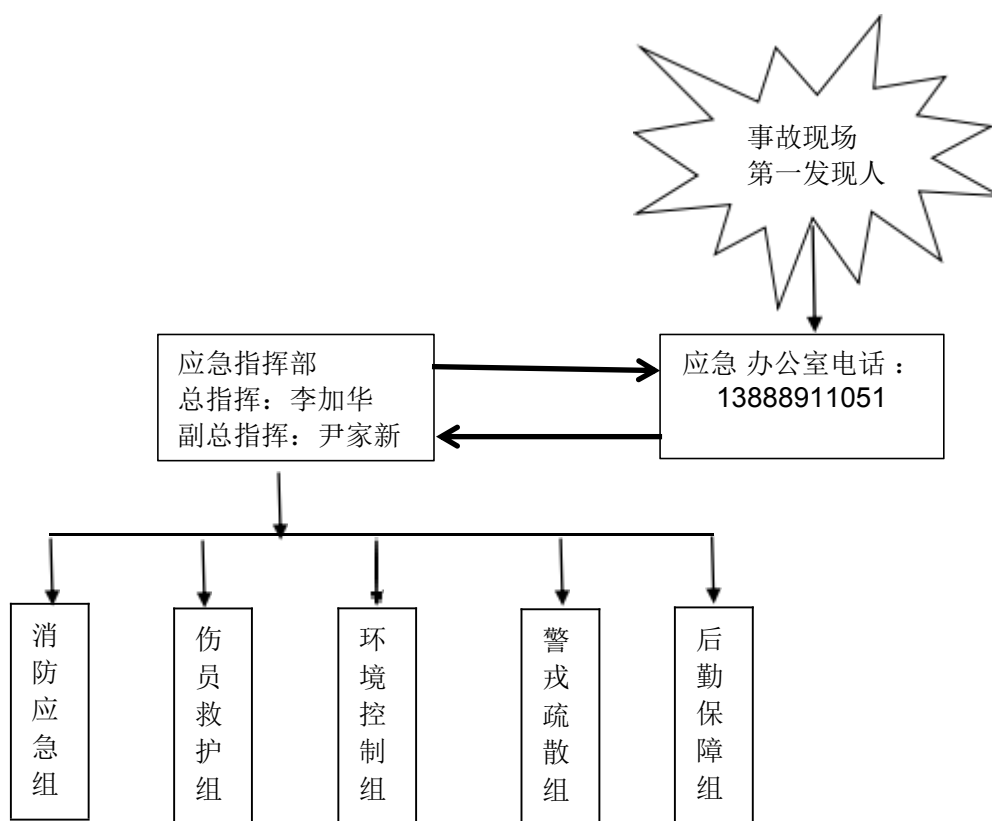 事故现场
第一发现人
应急指挥部
总指挥：李加华
副总指挥：尹家新
应急 办公室电话：
13888911051
消防应急组
伤员救护组
环境控制组
警戎疏散组
后勤保障组